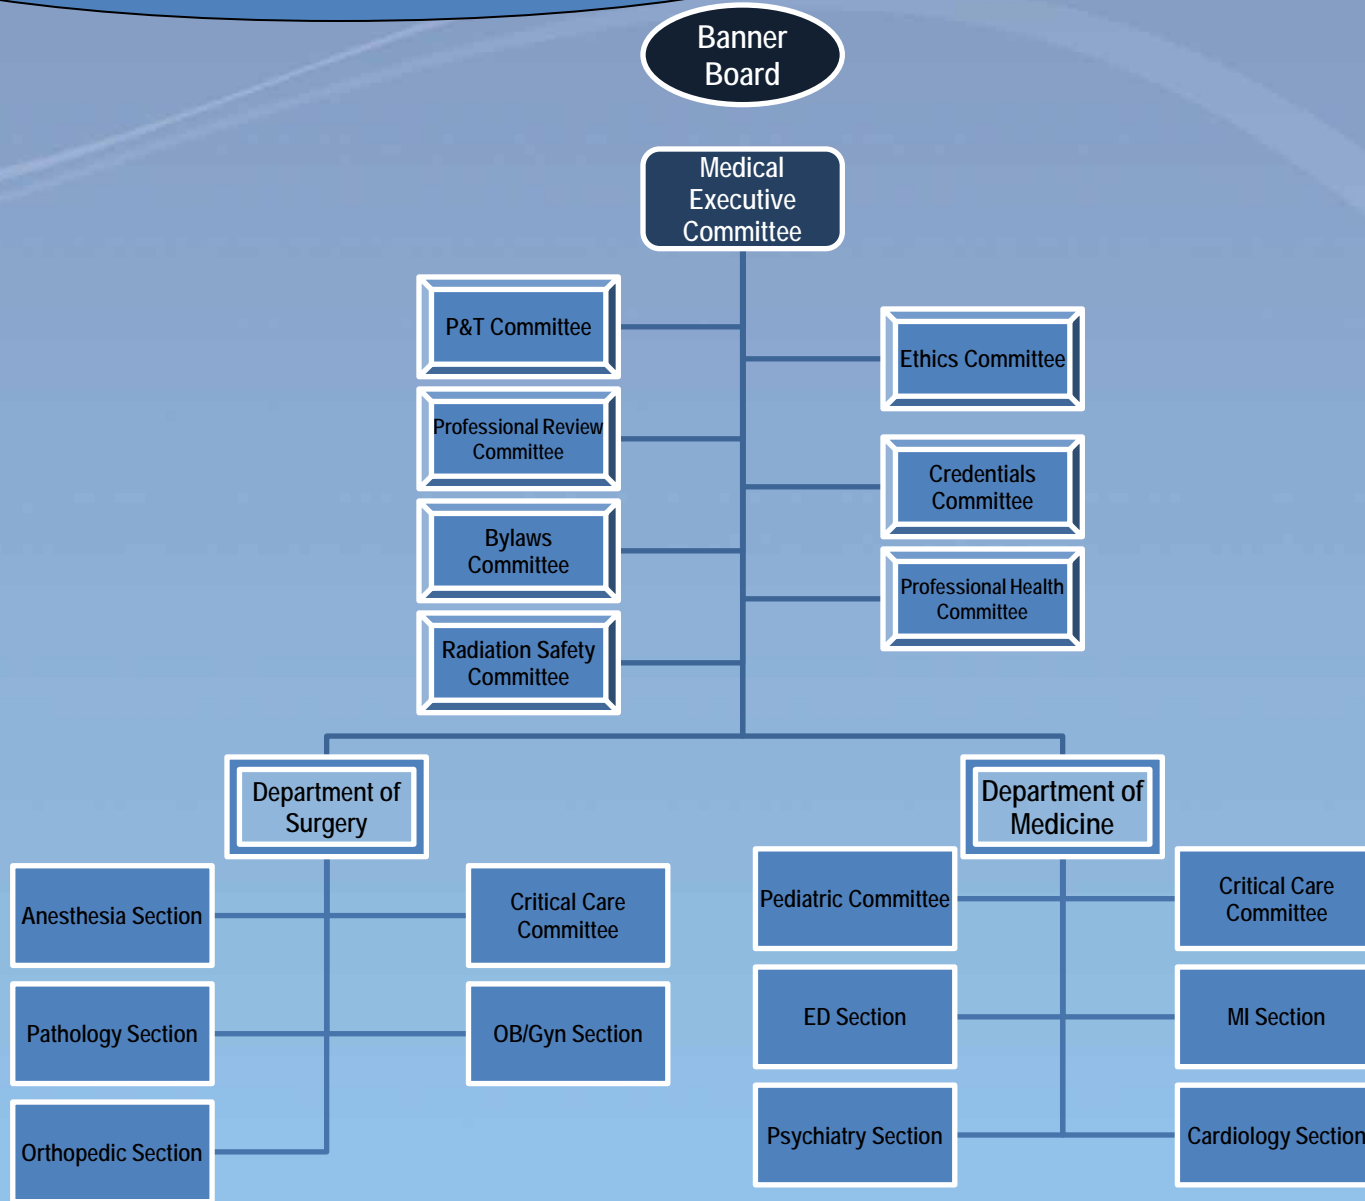 Banner
Board
Medical
Executive
Committee
P&T Committee
Ethics Committee
Professional Review
Committee
Credentials
Committee
Bylaws
Committee
Professional Health
Committee
Radiation Safety
Committee
Department of
Surgery
Department of
Medicine
Anesthesia Section
Critical Care
Committee
Pediatric Committee
Critical Care
Committee
Pathology Section
OB/Gyn Section
ED Section
MI Section
Orthopedic Section
Psychiatry Section
Cardiology Section